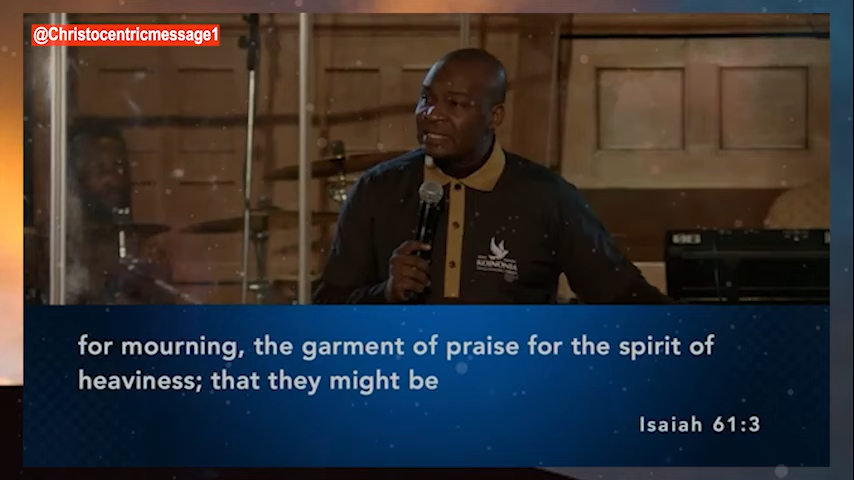 @Christocentricmessage1
KOINONIA
for mourning, the garment of praise for the spirit of
heaviness; that they might be
Isaiah 61:3